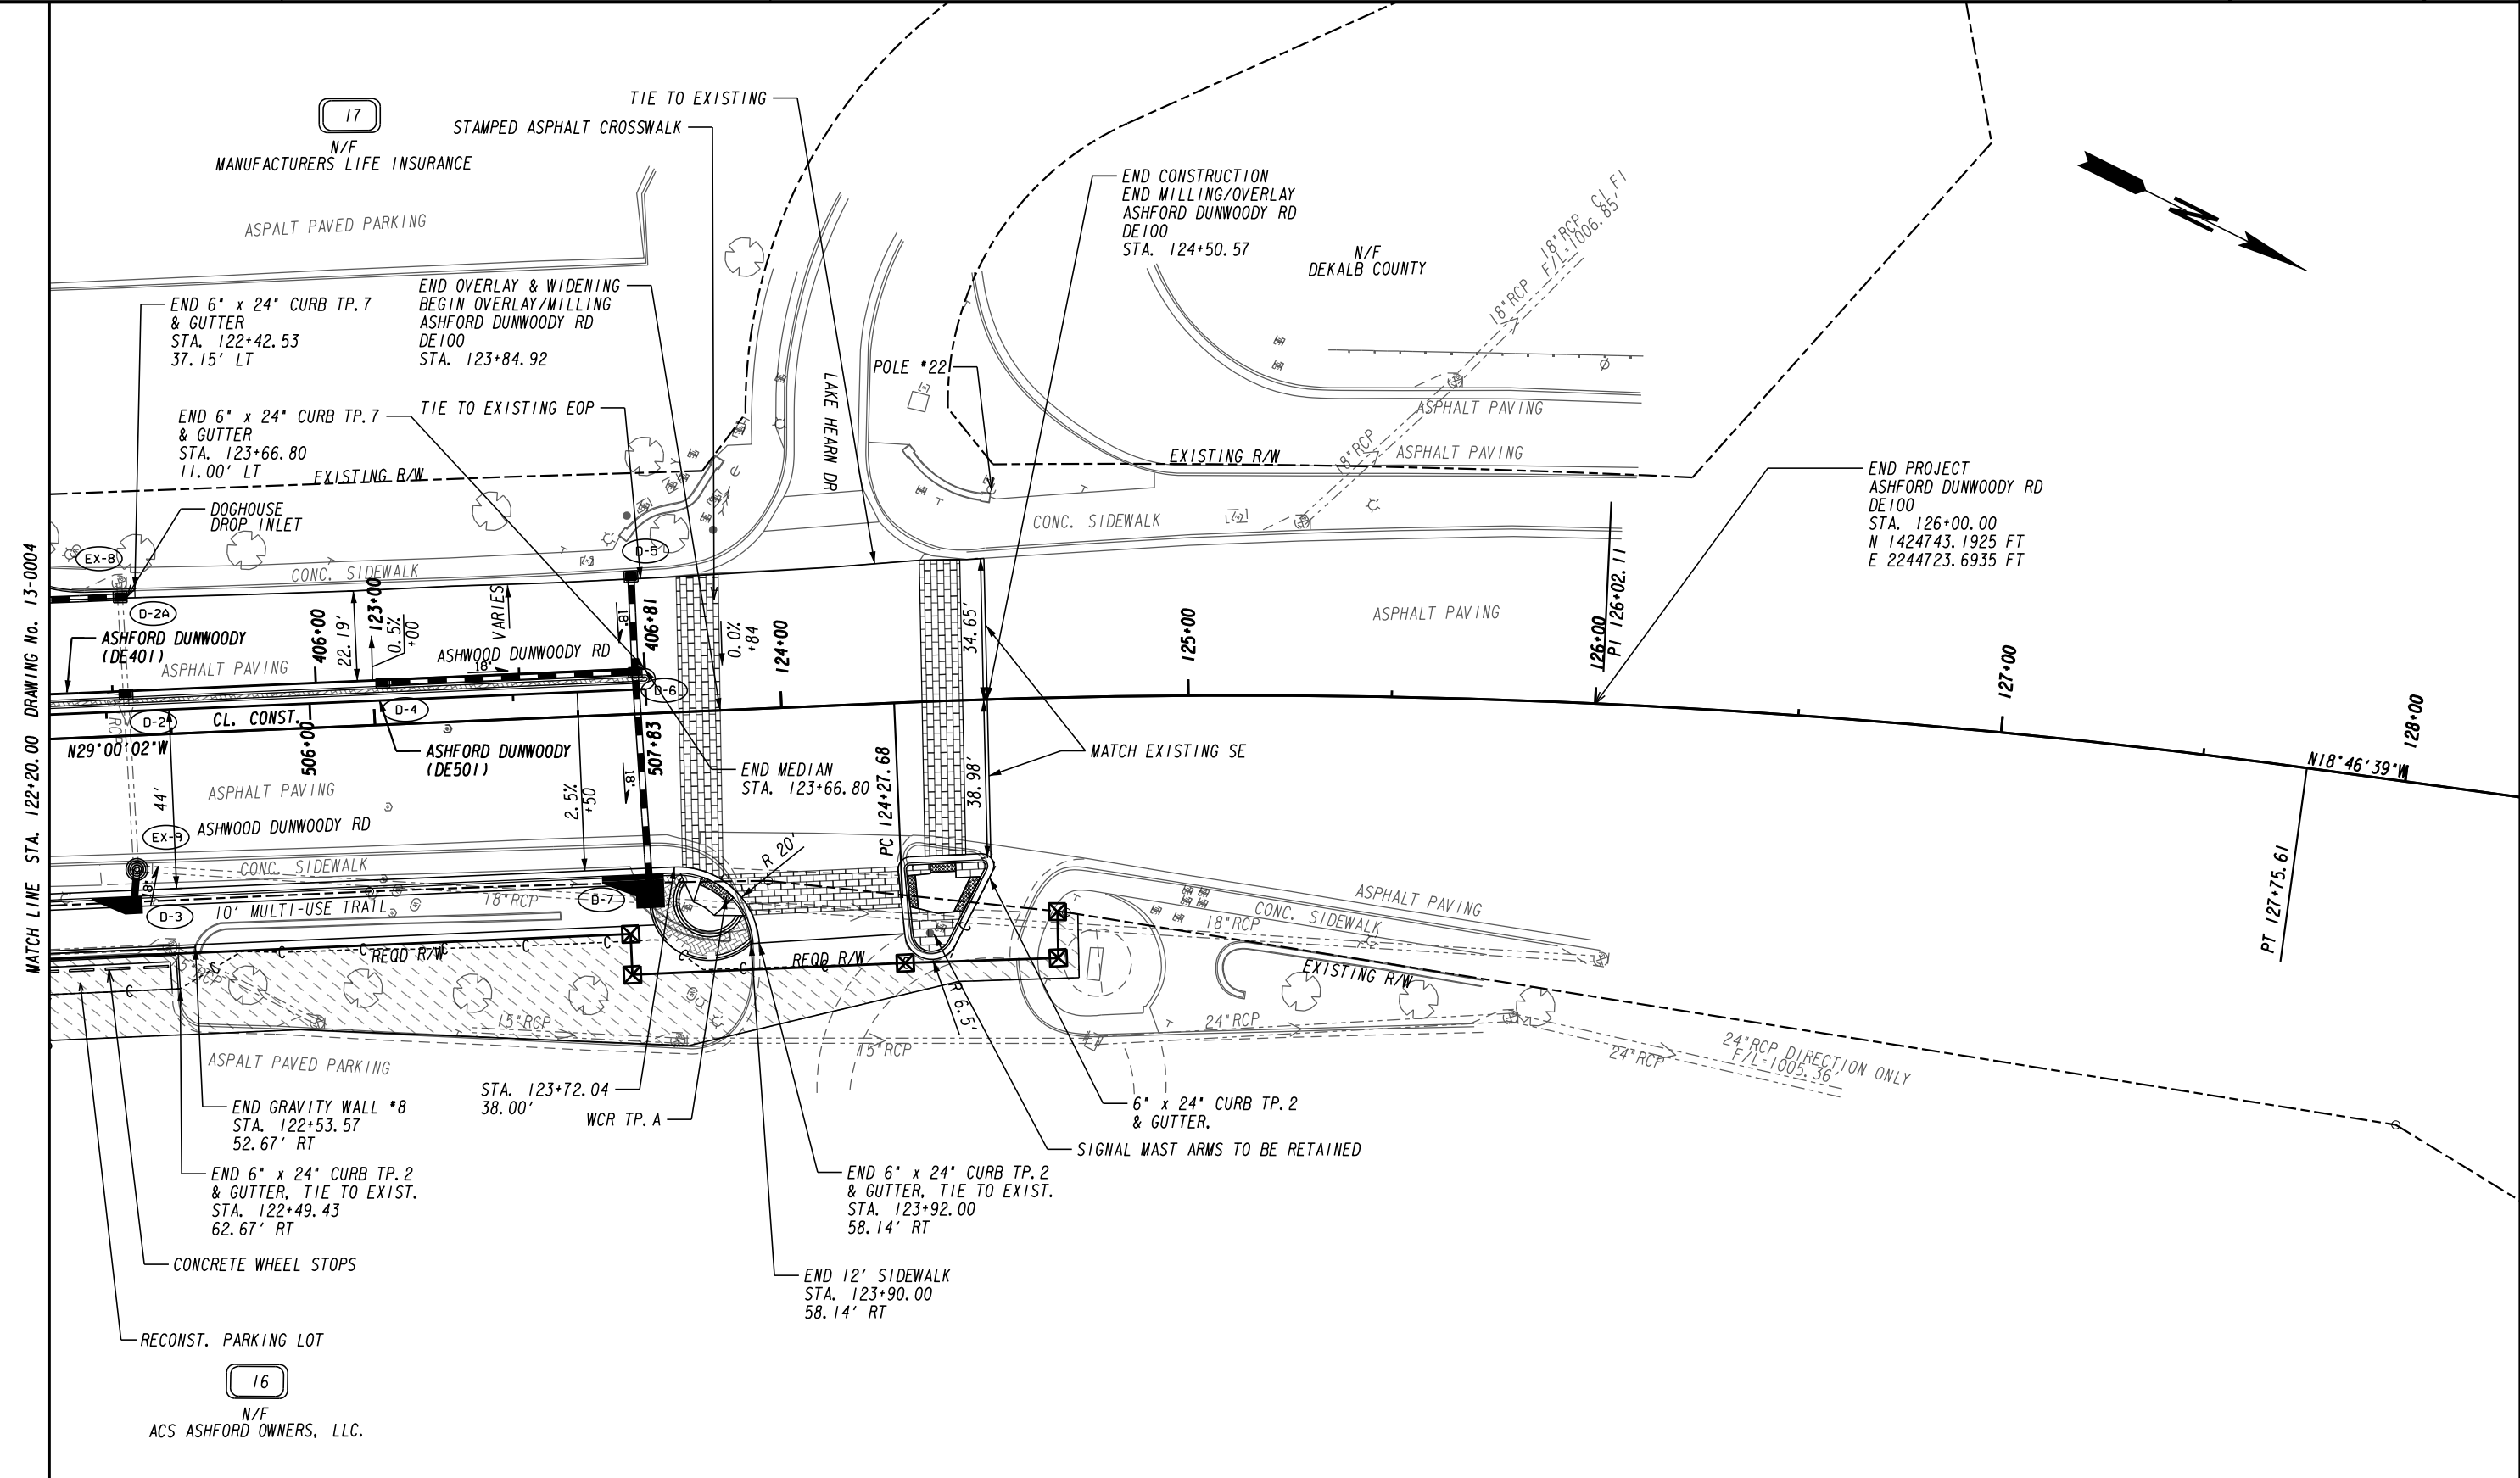 17
N/F
MANUFACTURERS LIFE INSURANCE
TIE TO EXISTING
STAMPED ASPHALT CROSSWALK
ASPALT PAVED PARKING
END CONSTRUCTION
END MILLING/OVERLAY
ASHFORD DUNWOODY RD
DE100
STA. 124+50.57
N/F
DEKALB COUNTY
18"RCP CI FI
F/L=1006.85'
18"RCP
18"RCP
N
END 6" x 24" CURB TP.7
& GUTTER
STA. 122+42.53
37.15' LT
END OVERLAY & WIDENING
BEGIN OVERLAY/MILLING
ASHFORD DUNWOODY RD
DE100
STA. 123+84.92
POLE #22
LAKE HEARN DR
END 6" x 24" CURB TP.7
& GUTTER
STA. 123+66.80
11.00' LT
TIE TO EXISTING EOP
EXISTING R/W
EXISTING R/W
ASPHALT PAVING
ASPHALT PAVING
END PROJECT
ASHFORD DUNWOODY RD
DE100
STA. 126+00.00
N 1424743.1925 FT
E 2244723.6935 FT
DOGHOUSE
DROP INLET
CONC. SIDEWALK
EX-8
D-5
CONC. SIDEWALK
D-2A
MATCH LINE STA. 122+20.00 DRAWING No. 13-0004
ASHFORD DUNWOODY
(DE401)
ASPHALT PAVING
406+00
22.19'
123+00
0.5%
+00
VARIES
ASHWOOD DUNWOODY RD
18"
18"
406+81
0.0%
+84
124+00
34.65'
125+00
ASPHALT PAVING
126+00
PI 126+02.11
127+00
128+00
D-6
D-4
D-2
RCP
CL. CONST.
N29°00'02"W
506+00
ASHFORD DUNWOODY
(DE501)
507+83
18"
END MEDIAN
STA. 123+66.80
PC 124+27.68
38.98'
MATCH EXISTING SE
N18°46'39"W
PT 127+75.61
ASPHALT PAVING
44'
2.5%
+50
EX-9
ASHWOOD DUNWOODY RD
CONC. SIDEWALK
18"
R 20'
D-3
10' MULTI-USE TRAIL
18"RCP
D-7
ASPHALT PAVING
CONC. SIDEWALK
18"RCP
REQD R/W
REQD R/W
EXISTING R/W
C
C
C
C
C
C
C
C
C
C
C
RCP
R 6.5'
15"RCP
15"RCP
24"RCP
24"RCP
24"RCP DIRECTION ONLY
F/L=1005.36'
ASPALT PAVED PARKING
STA. 123+72.04
38.00'
WCR TP.A
END GRAVITY WALL #8
STA. 122+53.57
52.67' RT
6" x 24" CURB TP.2
& GUTTER,
SIGNAL MAST ARMS TO BE RETAINED
END 6" x 24" CURB TP.2
& GUTTER, TIE TO EXIST.
STA. 122+49.43
62.67' RT
END 6" x 24" CURB TP.2
& GUTTER, TIE TO EXIST.
STA. 123+92.00
58.14' RT
CONCRETE WHEEL STOPS
END 12' SIDEWALK
STA. 123+90.00
58.14' RT
RECONST. PARKING LOT
16
N/F
ACS ASHFORD OWNERS, LLC.